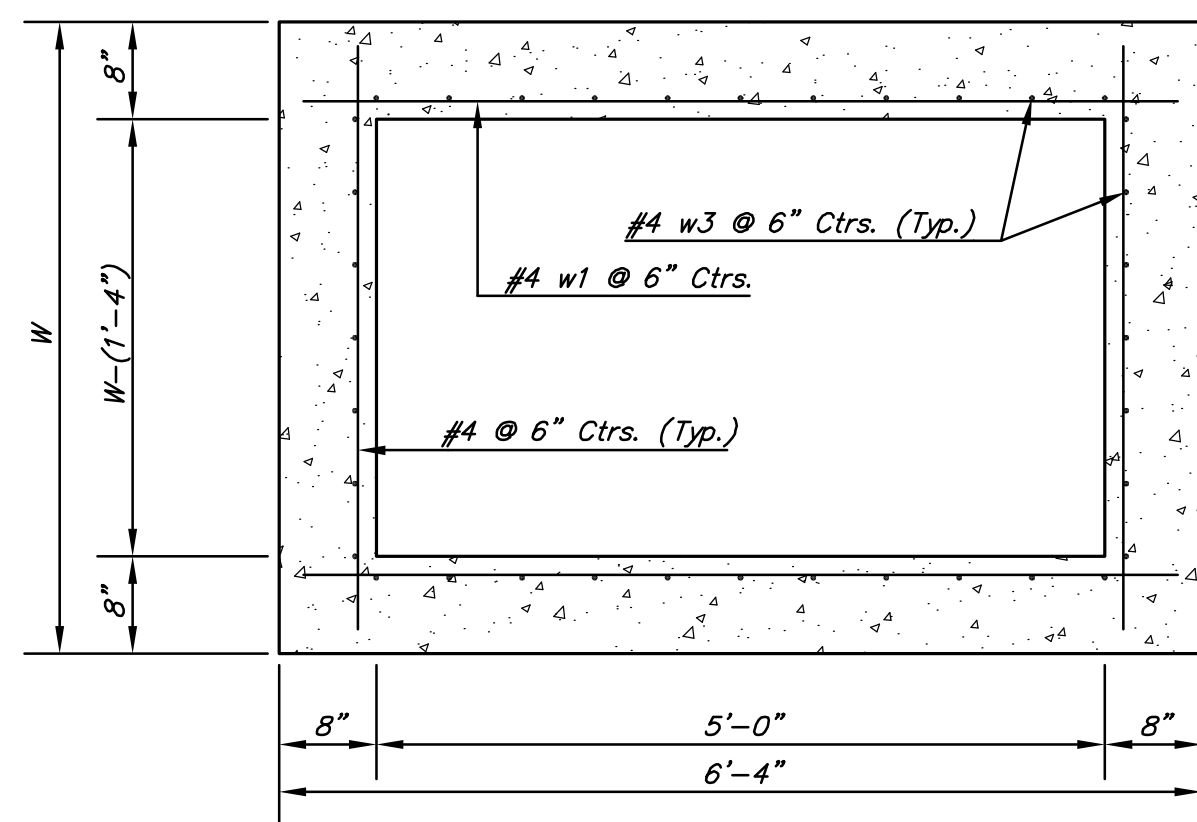 8”
W
W-(1’-4”)
8”
#4 w3 @ 6” Ctrs. (Typ.)
#4 w1 @ 6” Ctrs.
#4 @ 6” Ctrs. (Typ.)
8”
5’-0”
8”
6’-4”